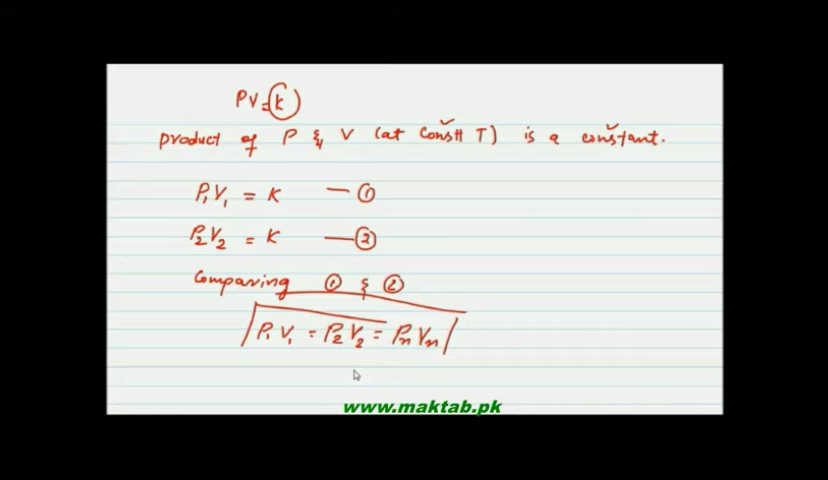 PV = K
product of P & V (at const T) is a constant.
P₁V₁ = K — ①
P₂V₂ = K — ②
Comparing ① & ②
P₁V₁ = P₂V₂ = PₙVₙ
www.maktab.pk